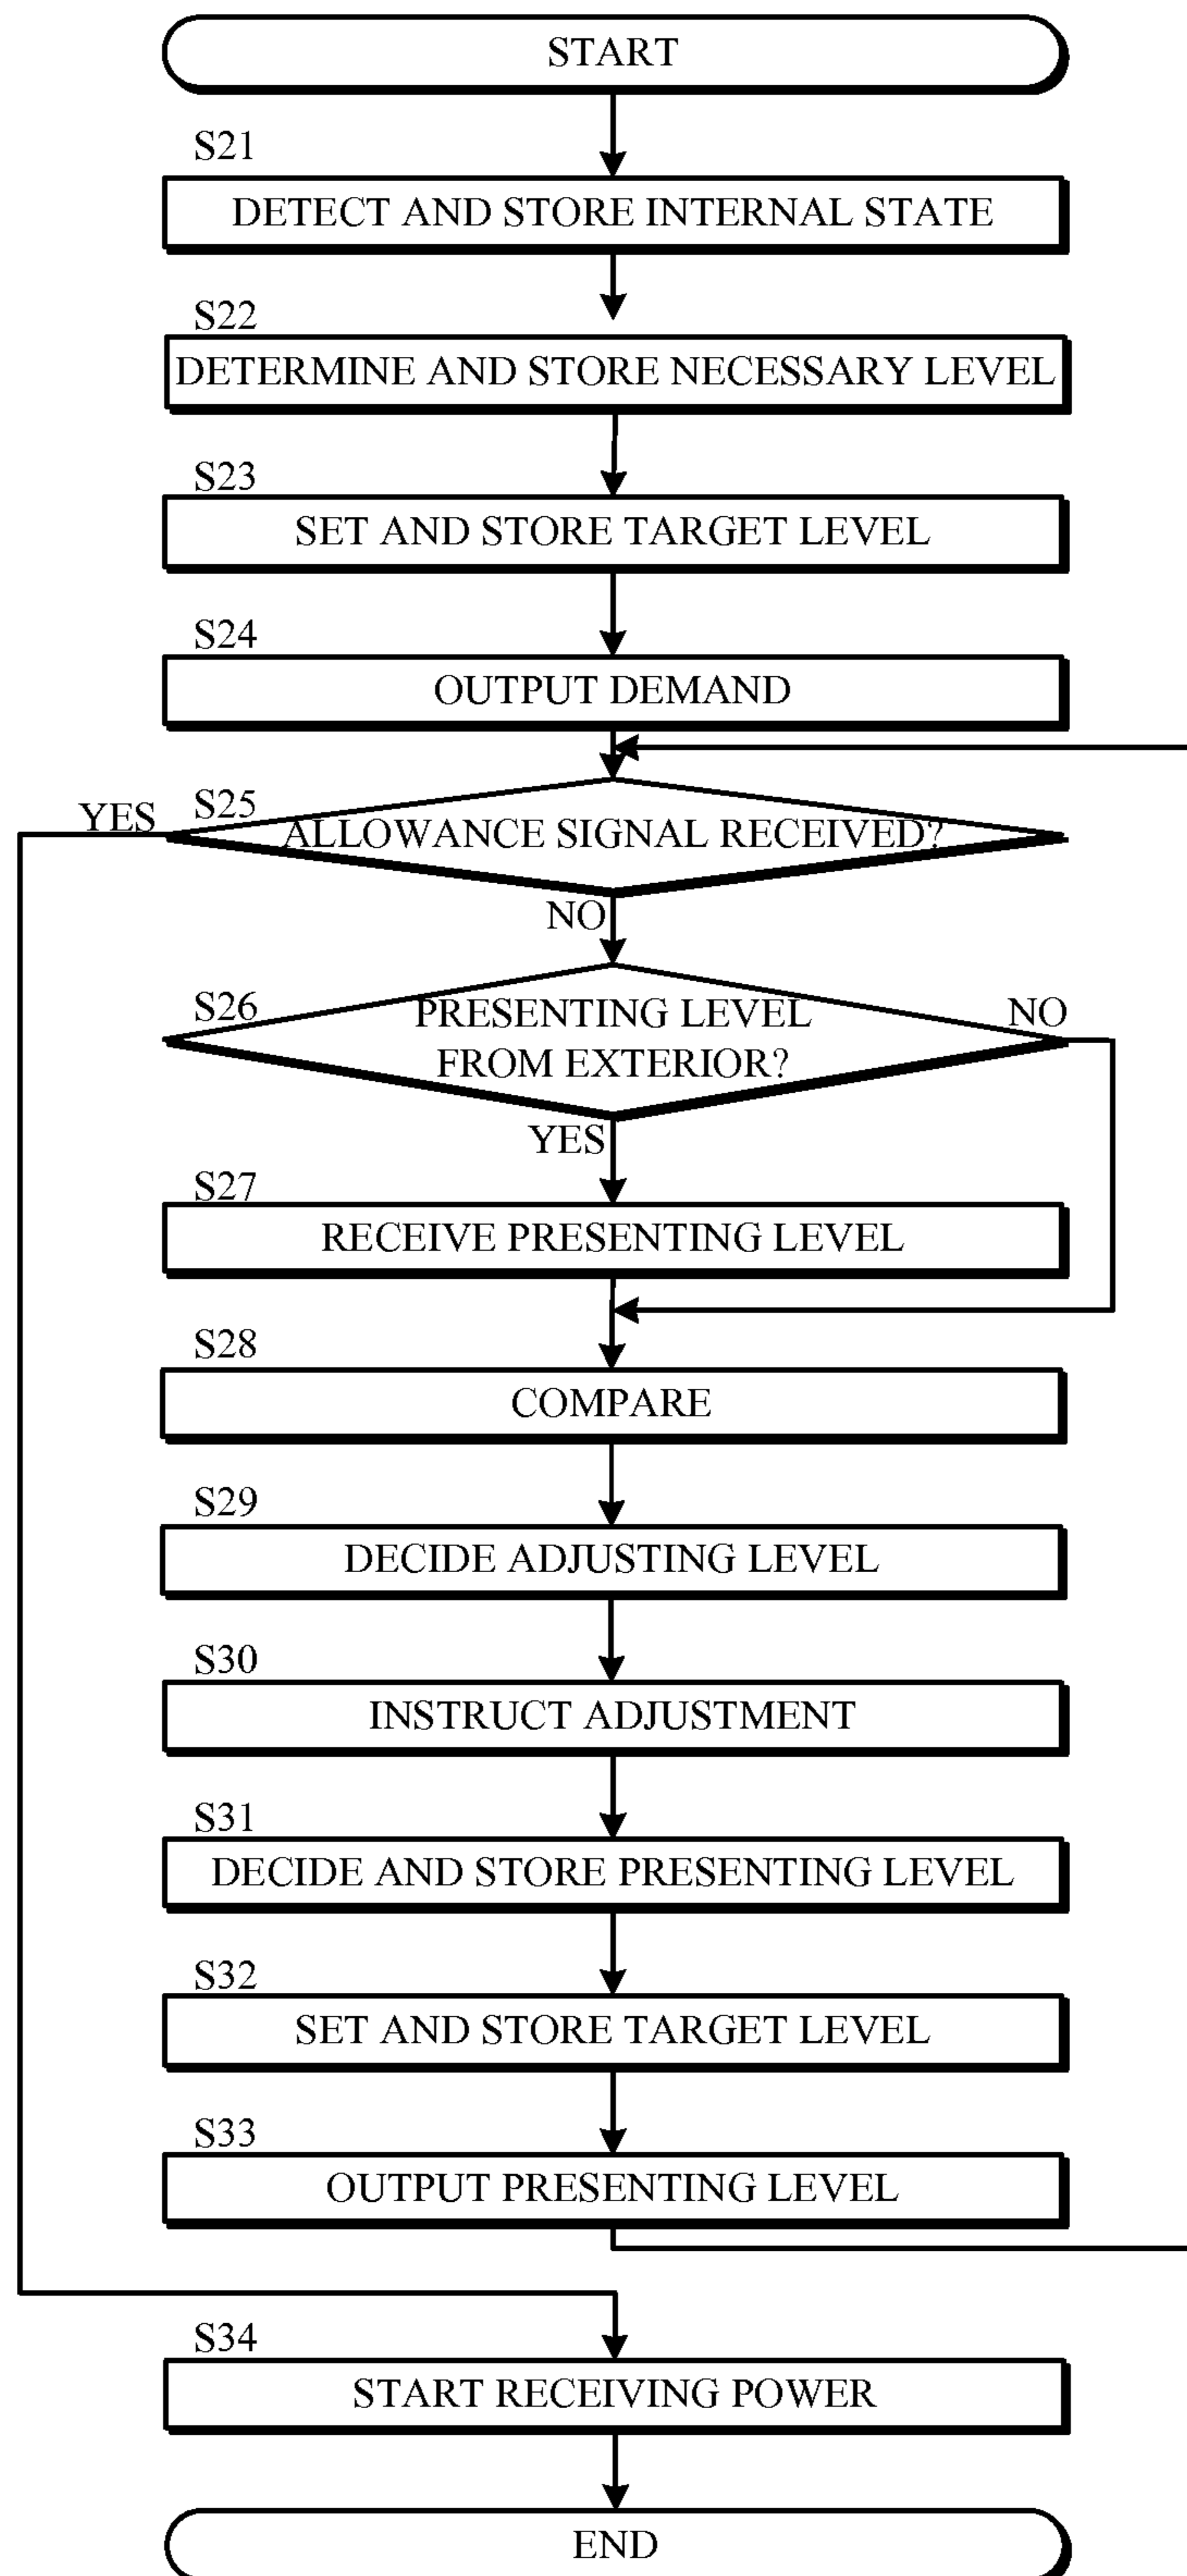 START
S21
DETECT AND STORE INTERNAL STATE
S22
DETERMINE AND STORE NECESSARY LEVEL
S23
SET AND STORE TARGET LEVEL
S24
OUTPUT DEMAND
YES
S25
ALLOWANCE SIGNAL RECEIVED?
NO
S26
PRESENTING LEVEL
FROM EXTERIOR?
NO
YES
S27
RECEIVE PRESENTING LEVEL
S28
COMPARE
S29
DECIDE ADJUSTING LEVEL
S30
INSTRUCT ADJUSTMENT
S31
DECIDE AND STORE PRESENTING LEVEL
S32
SET AND STORE TARGET LEVEL
S33
OUTPUT PRESENTING LEVEL
S34
START RECEIVING POWER
END